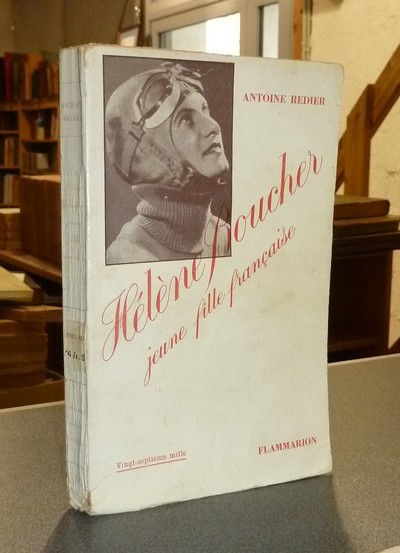 ANTOINE REDIER
Hélène Boucher
jeune fille française
Vingt-septième mille
FLAMMARION